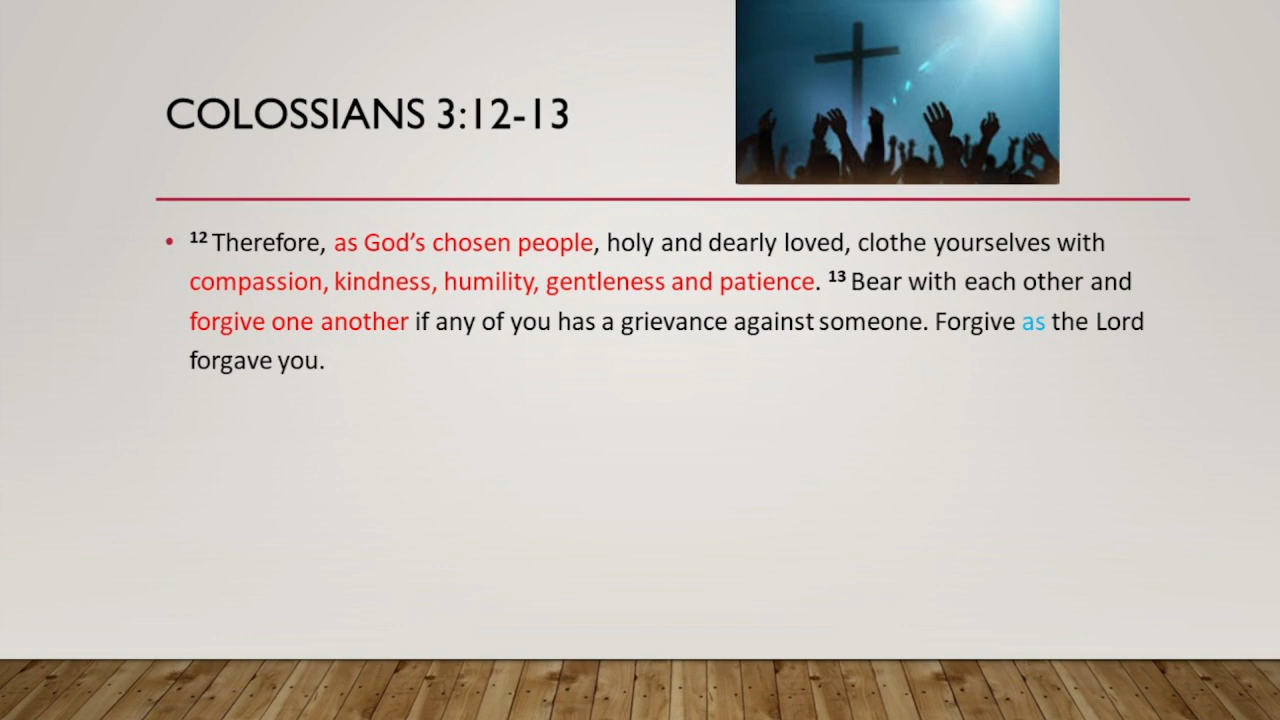 COLOSSIANS 3:12-13
• 12 Therefore, as God’s chosen people, holy and dearly loved, clothe yourselves with
compassion, kindness, humility, gentleness and patience. 13 Bear with each other and
forgive one another if any of you has a grievance against someone. Forgive as the Lord
forgave you.